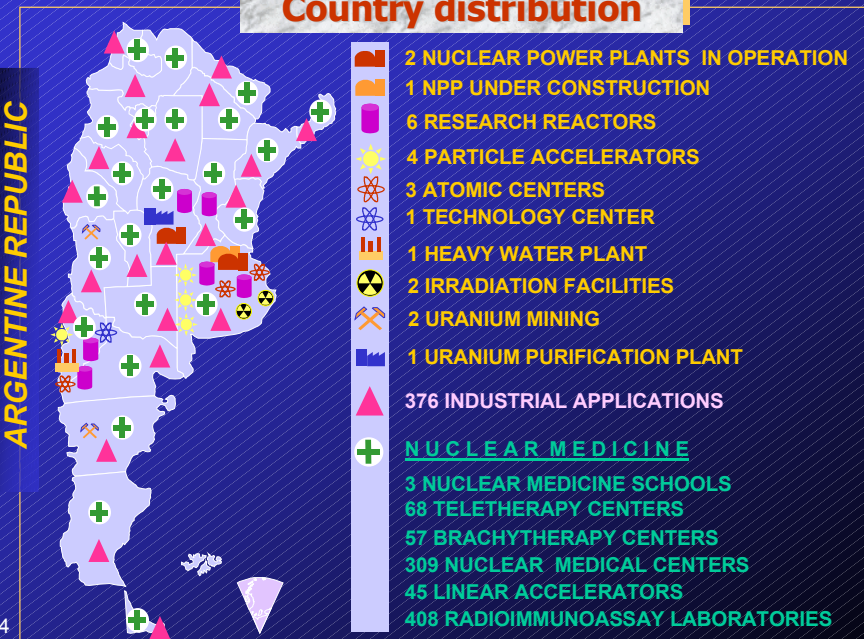 Country distribution
ARGENTINE REPUBLIC
2 NUCLEAR POWER PLANTS IN OPERATION
1 NPP UNDER CONSTRUCTION
6 RESEARCH REACTORS
4 PARTICLE ACCELERATORS
3 ATOMIC CENTERS
1 TECHNOLOGY CENTER
1 HEAVY WATER PLANT
2 IRRADIATION FACILITIES
2 URANIUM MINING
1 URANIUM PURIFICATION PLANT
376 INDUSTRIAL APPLICATIONS
N U C L E A R M E D I C I N E
3 NUCLEAR MEDICINE SCHOOLS
68 TELETHERAPY CENTERS
57 BRACHYTHERAPY CENTERS
309 NUCLEAR MEDICAL CENTERS
45 LINEAR ACCELERATORS
408 RADIOIMMUNOASSAY LABORATORIES
4